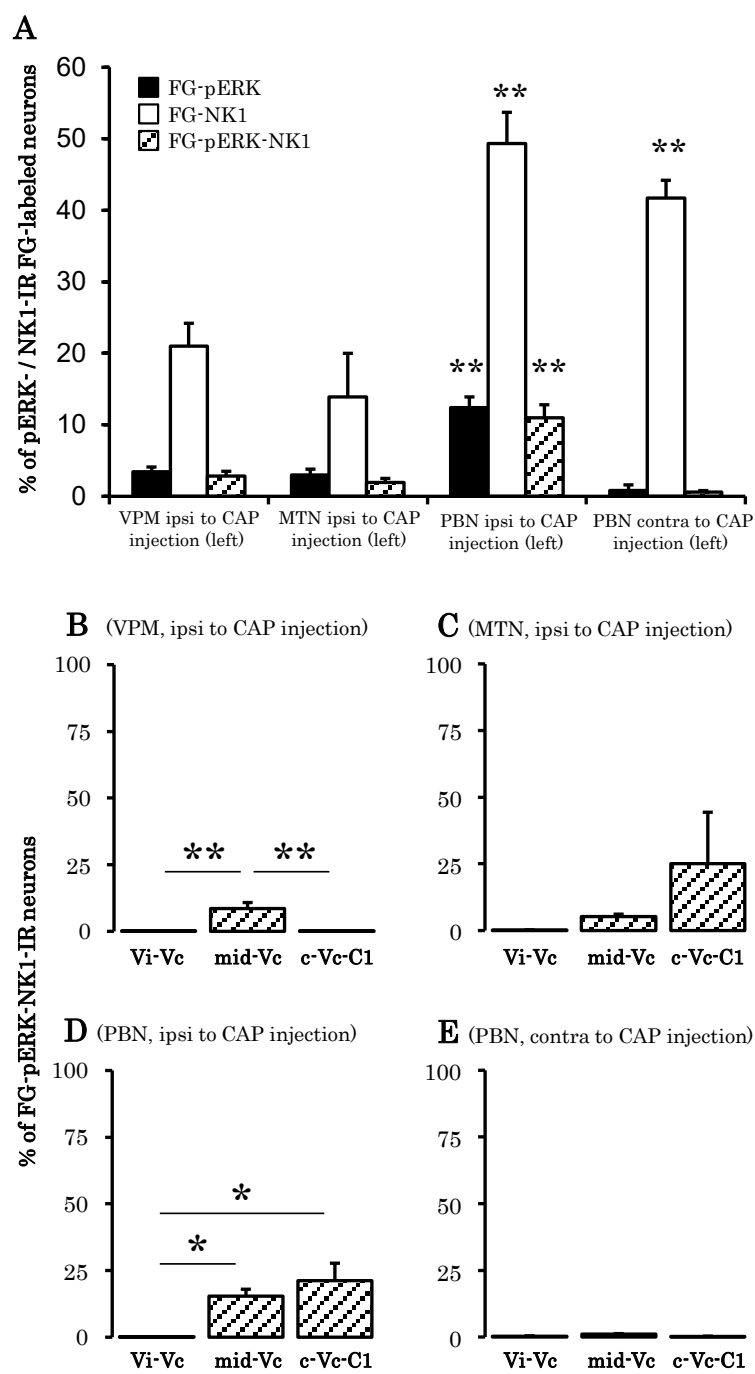 A
% of pERK- / NK1-IR FG-labeled neurons
60
50
40
30
20
10
0
FG-pERK
FG-NK1
FG-pERK-NK1
**
**
**
**
VPM ipsi to CAP
injection (left)
MTN ipsi to CAP
injection (left)
PBN ipsi to CAP
injection (left)
PBN contra to CAP
injection (left)
% of FG-pERK-NK1-IR neurons
B (VPM, ipsi to CAP injection)
100
75
50
25
0
**
**
Vi-Vc
mid-Vc
c-Vc-C1
C (MTN, ipsi to CAP injection)
100
75
50
25
0
Vi-Vc
mid-Vc
c-Vc-C1
D (PBN, ipsi to CAP injection)
100
75
50
25
0
*
*
Vi-Vc
mid-Vc
c-Vc-C1
E (PBN, contra to CAP injection)
100
75
50
25
0
Vi-Vc
mid-Vc
c-Vc-C1